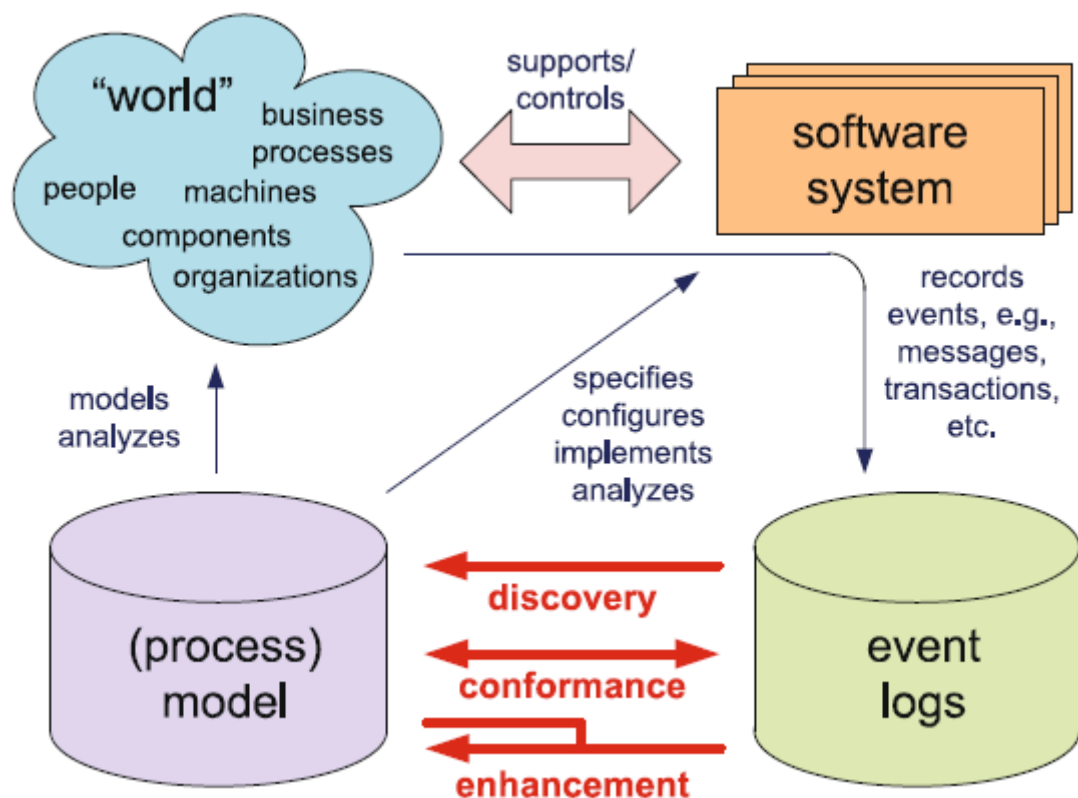 “world”
business
processes
people
machines
components
organizations
supports/
controls
software
system
records
events, e.g.,
messages,
transactions,
etc.
models
analyzes
specifies
configures
implements
analyzes
(process)
model
discovery
conformance
enhancement
event
logs